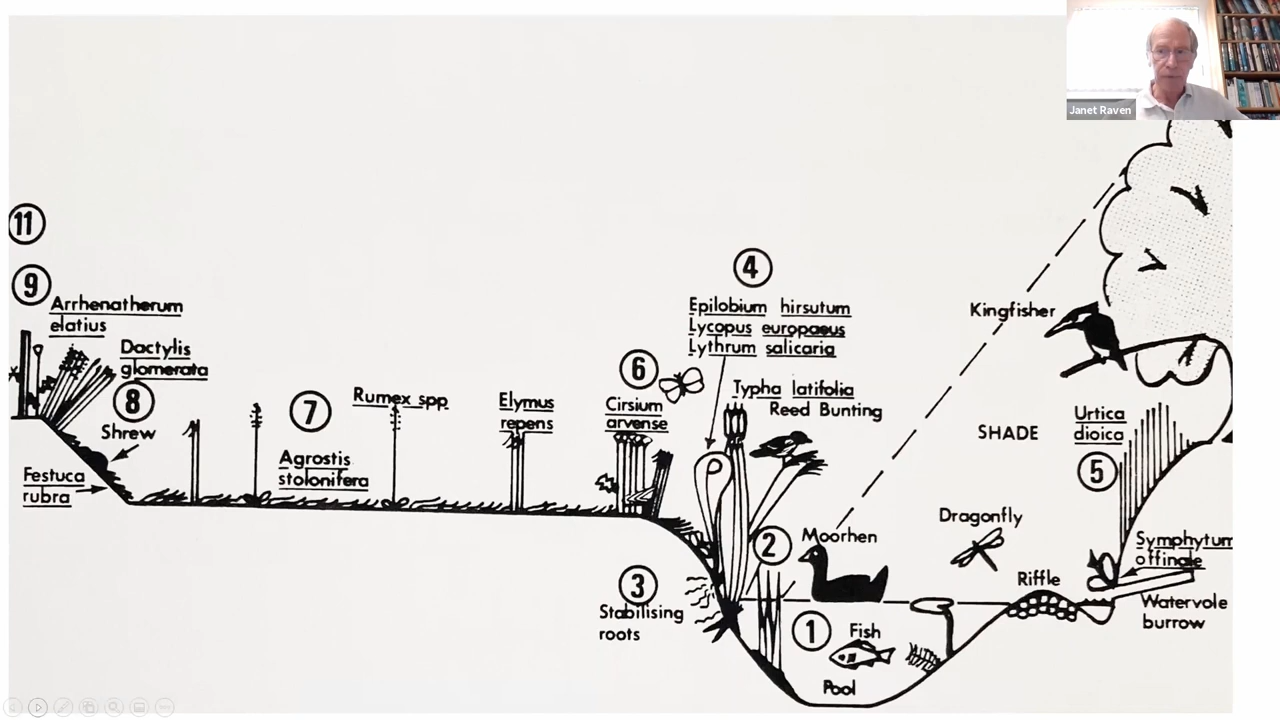 Janet Raven
11
9
Arrhenatherum
elatius
Dactylis
glomerata
8
Shrew
Festuca
rubra
7
Agrostis
stolonifera
Rumex spp
Elymus
repens
6
Cirsium
arvense
4
Epilobium hirsutum
Lycopus europaeus
Lythrum salicaria
Typha latifolia
Reed Bunting
Kingfisher
SHADE
Urtica
dioica
5
Dragonfly
2
Moorhen
Symphytum
offinale
Riffle
Watervole
burrow
3
Stabilising
roots
1
Fish
Pool